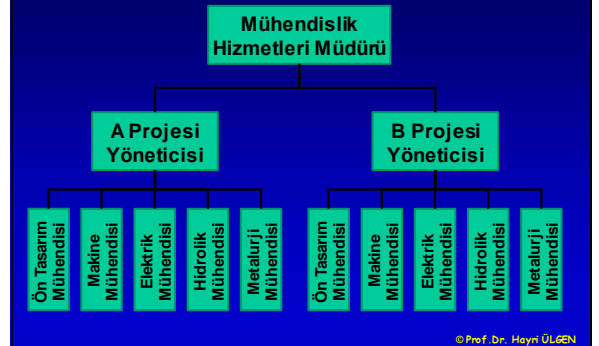 Mühendislik
Hizmetleri Müdürü
A Projesi
Yöneticisi
B Projesi
Yöneticisi
Ön Tasarım
Mühendisi
Makine
Mühendisi
Elektrik
Mühendisi
Hidrolik
Mühendisi
Metalurji
Mühendisi
Ön Tasarım
Mühendisi
Makine
Mühendisi
Elektrik
Mühendisi
Hidrolik
Mühendisi
Metalurji
Mühendisi
© Prof.Dr. Hayri ÜLGEN